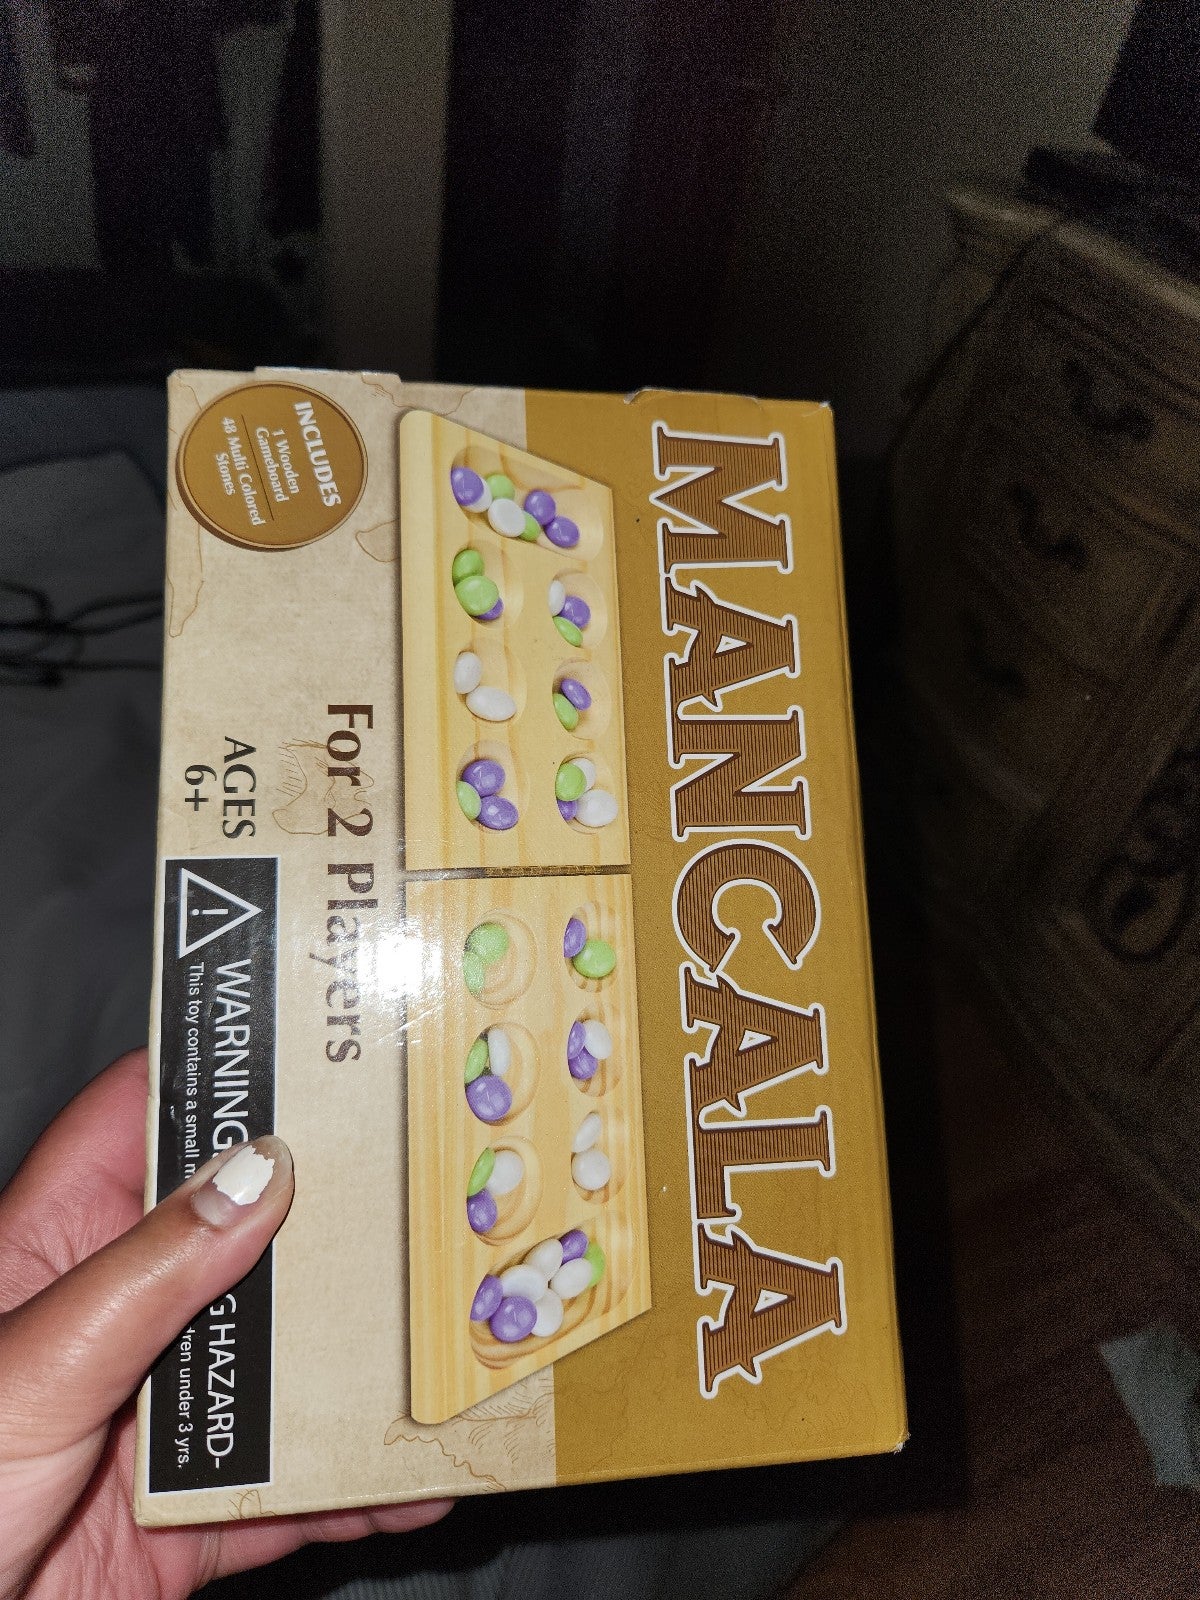 MANCALA
INCLUDES
1 Wooden
Gameboard
48 Multi Colored
Stones
For 2 Players
AGES
6+
WARNING:
G HAZARD-
This toy contains a small
under 3 yrs.